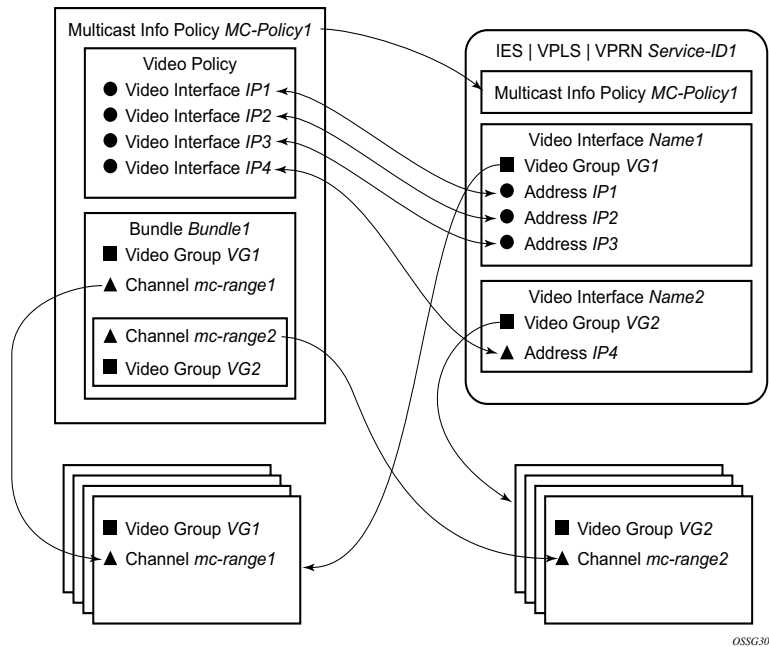 Multicast Info Policy MC-Policy1
Video Policy
Video Interface IP1
Video Interface IP2
Video Interface IP3
Video Interface IP4
Bundle Bundle1
Video Group VG1
Channel mc-range1
Channel mc-range2
Video Group VG2
IES | VPLS | VPRN Service-ID1
Multicast Info Policy MC-Policy1
Video Interface Name1
Video Group VG1
Address IP1
Address IP2
Address IP3
Video Interface Name2
Video Group VG2
Address IP4
Video Group VG1
Channel mc-range1
Video Group VG2
Channel mc-range2
OSSG30